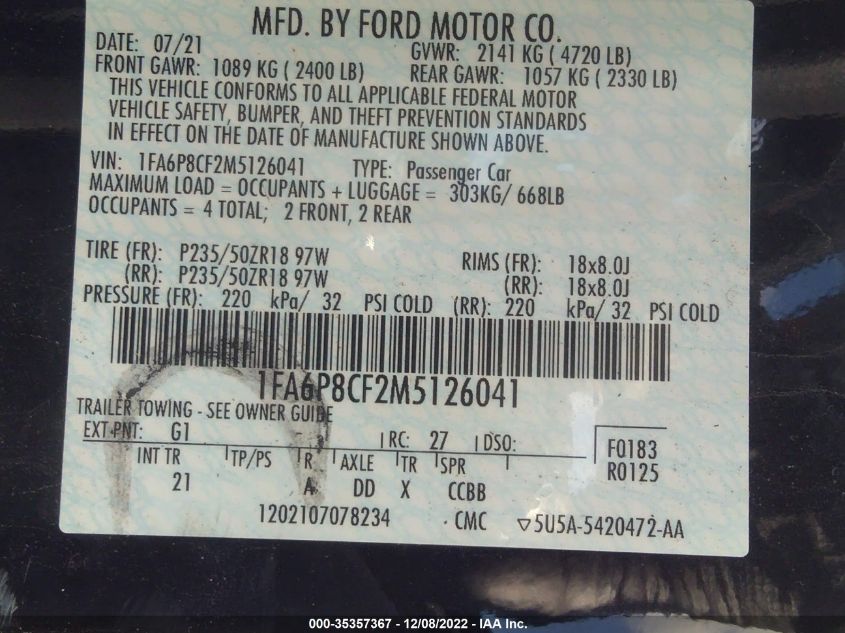 MFD. BY FORD MOTOR CO.
DATE: 07/21 GVWR: 2141 KG ( 4720 LB)
FRONT GAWR: 1089 KG ( 2400 LB) REAR GAWR: 1057 KG ( 2330 LB)
THIS VEHICLE CONFORMS TO ALL APPLICABLE FEDERAL MOTOR
VEHICLE SAFETY, BUMPER, AND THEFT PREVENTION STANDARDS
IN EFFECT ON THE DATE OF MANUFACTURE SHOWN ABOVE.
VIN: 1FA6P8CF2M5126041 TYPE: Passenger Car
MAXIMUM LOAD = OCCUPANTS + LUGGAGE = 303KG/ 668LB
OCCUPANTS = 4 TOTAL; 2 FRONT, 2 REAR
TIRE (FR): P235/50ZR18 97W RIMS (FR): 18x8.0J
(RR): P235/50ZR18 97W (RR): 18x8.0J
PRESSURE (FR): 220 kPa/ 32 PSI COLD (RR): 220 kPa/ 32 PSI COLD
1FA6P8CF2M5126041
TRAILER TOWING - SEE OWNER GUIDE
EXT PNT: G1 RC: 27 DSO: F0183
INT TR TP/PS R AXLE TR SPR R0125
21 A DD X CCBB
1202107078234 CMC ▽5U5A-5420472-AA
000-35357367 - 12/08/2022 - IAA Inc.